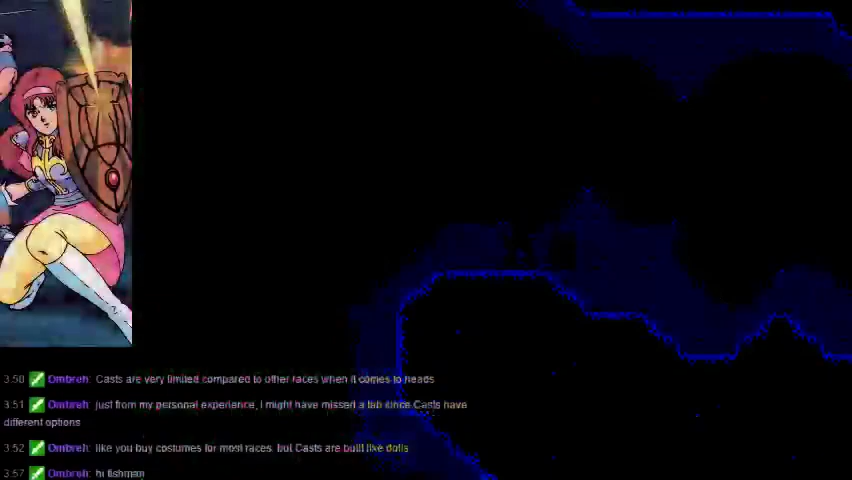 3:50 Ombreh: Casts are very limited compared to other races when it comes to heads
3:51 Ombreh: just from my personal experience, I might have missed a tab since Casts have
different options
3:52 Ombreh: like you buy costumes for most races, but Casts are built like dolls
3:57 Ombreh: hi fishman